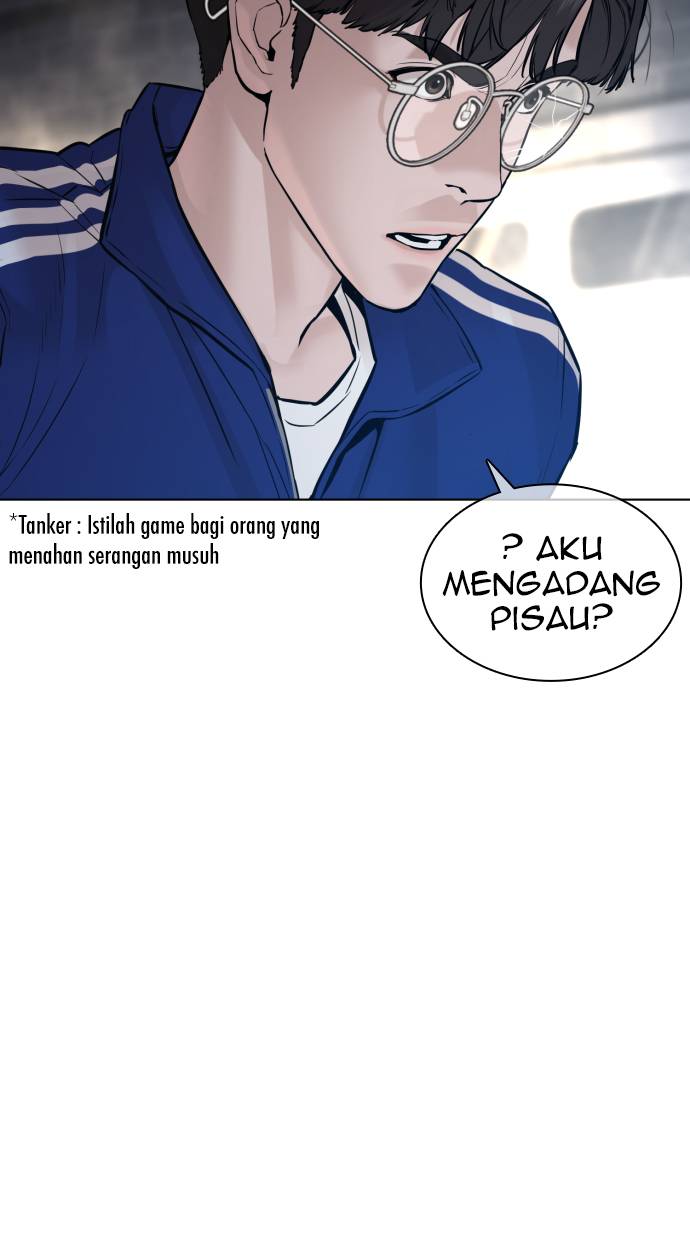 *Tanker : Istilah game bagi orang yang
menahan serangan musuh
? AKU
MENGADANG
PISAU?